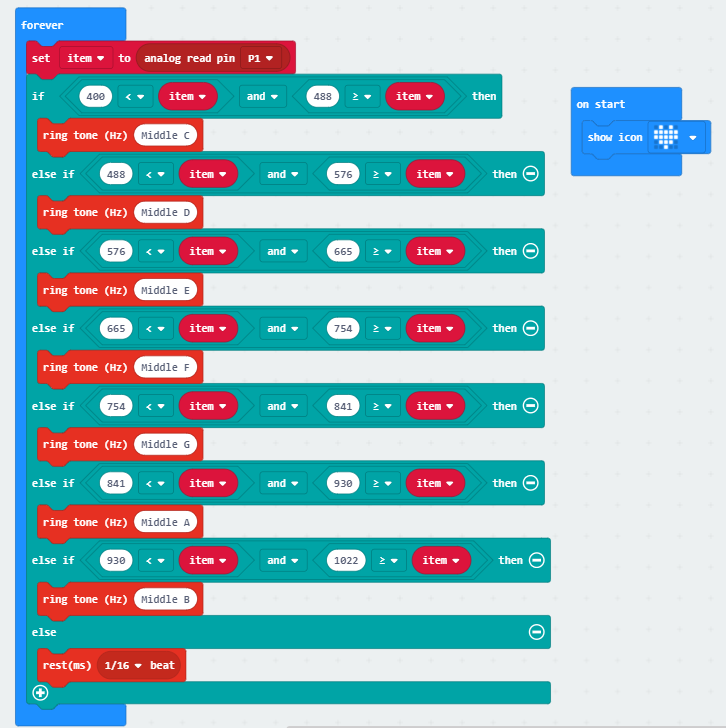 forever
set item to analog read pin P1
if 400 < item and 488 ≥ item then
on start
ring tone (Hz) Middle C
show icon
else if 488 < item and 576 ≥ item then
ring tone (Hz) Middle D
else if 576 < item and 665 ≥ item then
ring tone (Hz) Middle E
else if 665 < item and 754 ≥ item then
ring tone (Hz) Middle F
else if 754 < item and 841 ≥ item then
ring tone (Hz) Middle G
else if 841 < item and 930 ≥ item then
ring tone (Hz) Middle A
else if 930 < item and 1022 ≥ item then
ring tone (Hz) Middle B
else
rest(ms) 1/16 beat